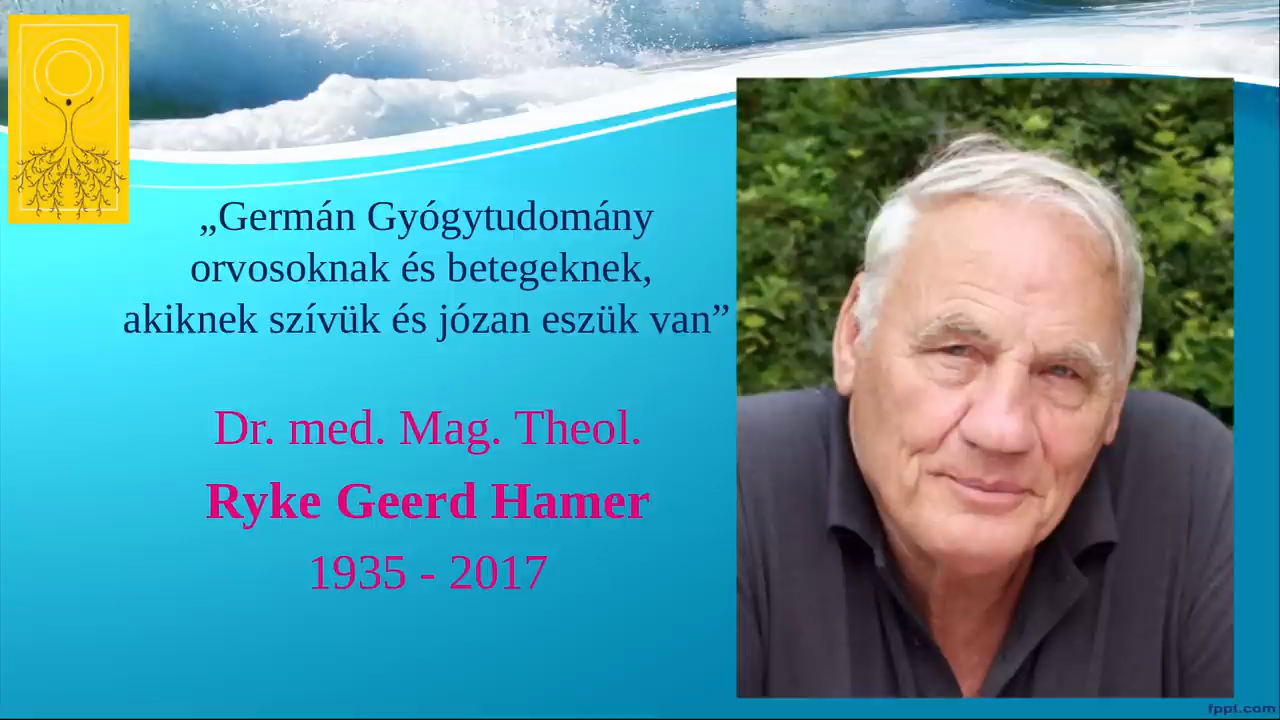 „Germán Gyógytudomány
orvosoknak és betegeknek,
akiknek szívük és józan eszük van”
Dr. med. Mag. Theol.
Ryke Geerd Hamer
1935 - 2017
fppt.com